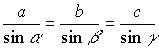 a/sin α = b/sin β = c/sin γ